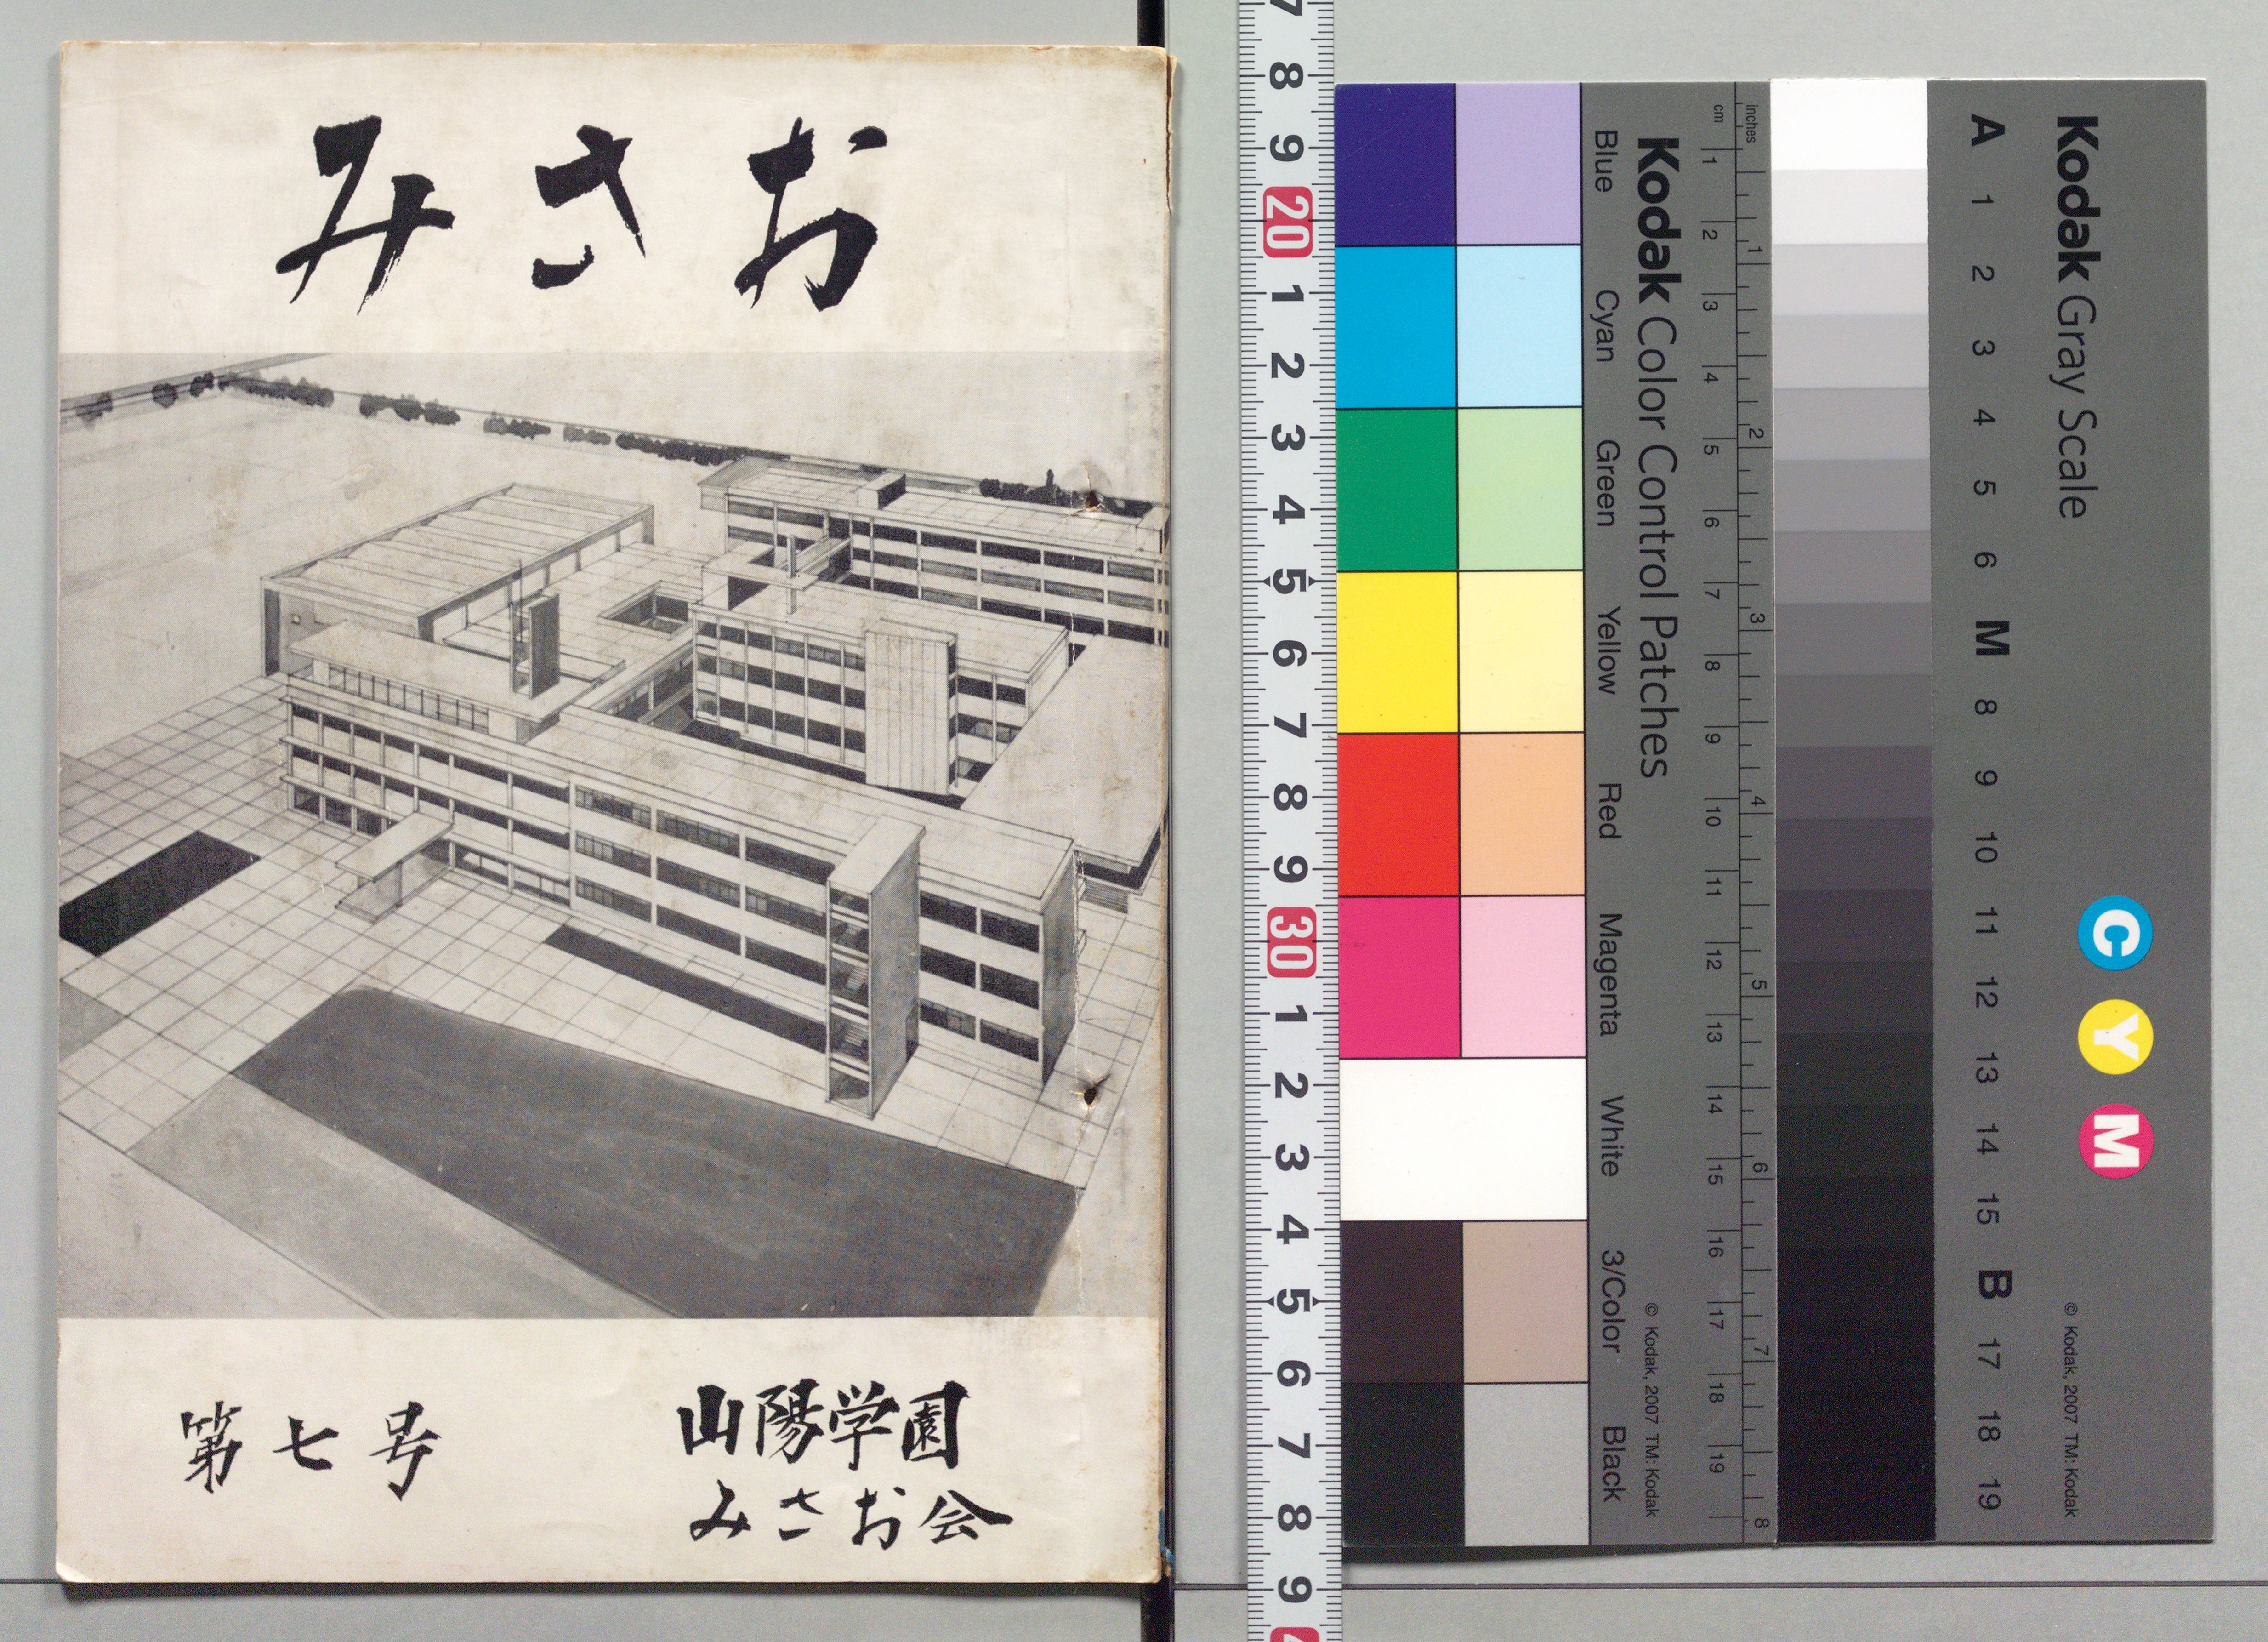 みさお
第七号
山陽学園
みさお会
7 8 9 20 1 2 3 4 5 6 7 8 9 30 1 2 3 4 5 6 7 8 9
Blue Cyan Green Yellow Red Magenta White 3/Color Black
Kodak Color Control Patches
© Kodak, 2007 TM: Kodak
cm 1 2 3 4 5 6 7 8 9 10 11 12 13 14 15 16 17 18 19
inches 1 2 3 4 5 6 7 8
A 1 2 3 4 5 6 M 8 9 10 11 12 13 14 15 B 17 18 19
Kodak Gray Scale
C Y M
© Kodak, 2007 TM: Kodak